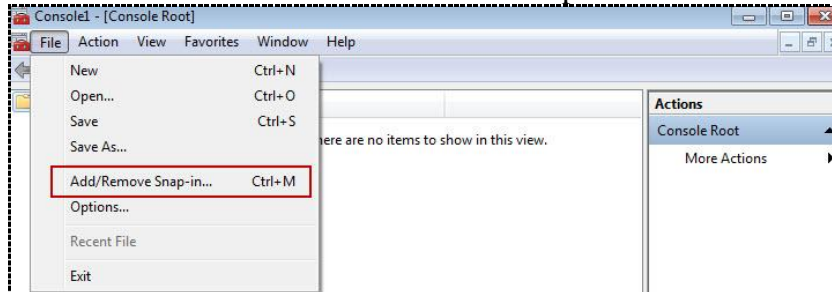 Console1 - [Console Root]
File Action View Favorites Window Help
New Ctrl+N
Open... Ctrl+O
Save Ctrl+S
Save As...
Add/Remove Snap-in... Ctrl+M
Options...
Recent File
Exit
here are no items to show in this view.
Actions
Console Root
More Actions